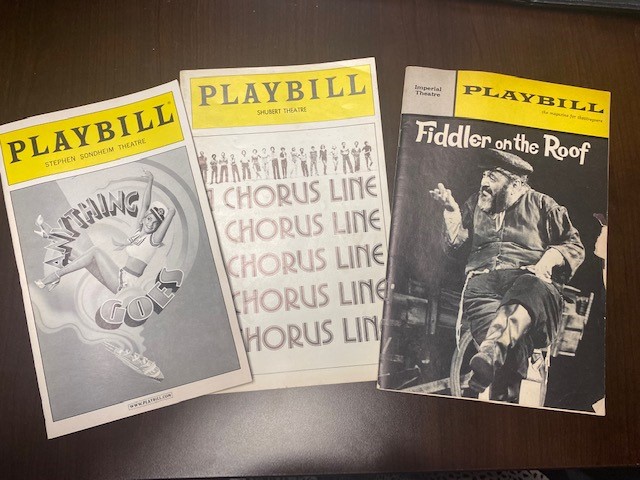 PLAYBILL
STEPHEN SONDHEIM THEATRE
ANYTHING
GOES
WWW.PLAYBILL.COM
PLAYBILL
SHUBERT THEATRE
CHORUS LINE
CHORUS LINE
CHORUS LINE
CHORUS LINE
CHORUS LIN
Imperial
Theatre
PLAYBILL
the magazine for theatregoers
Fiddler on the Roof